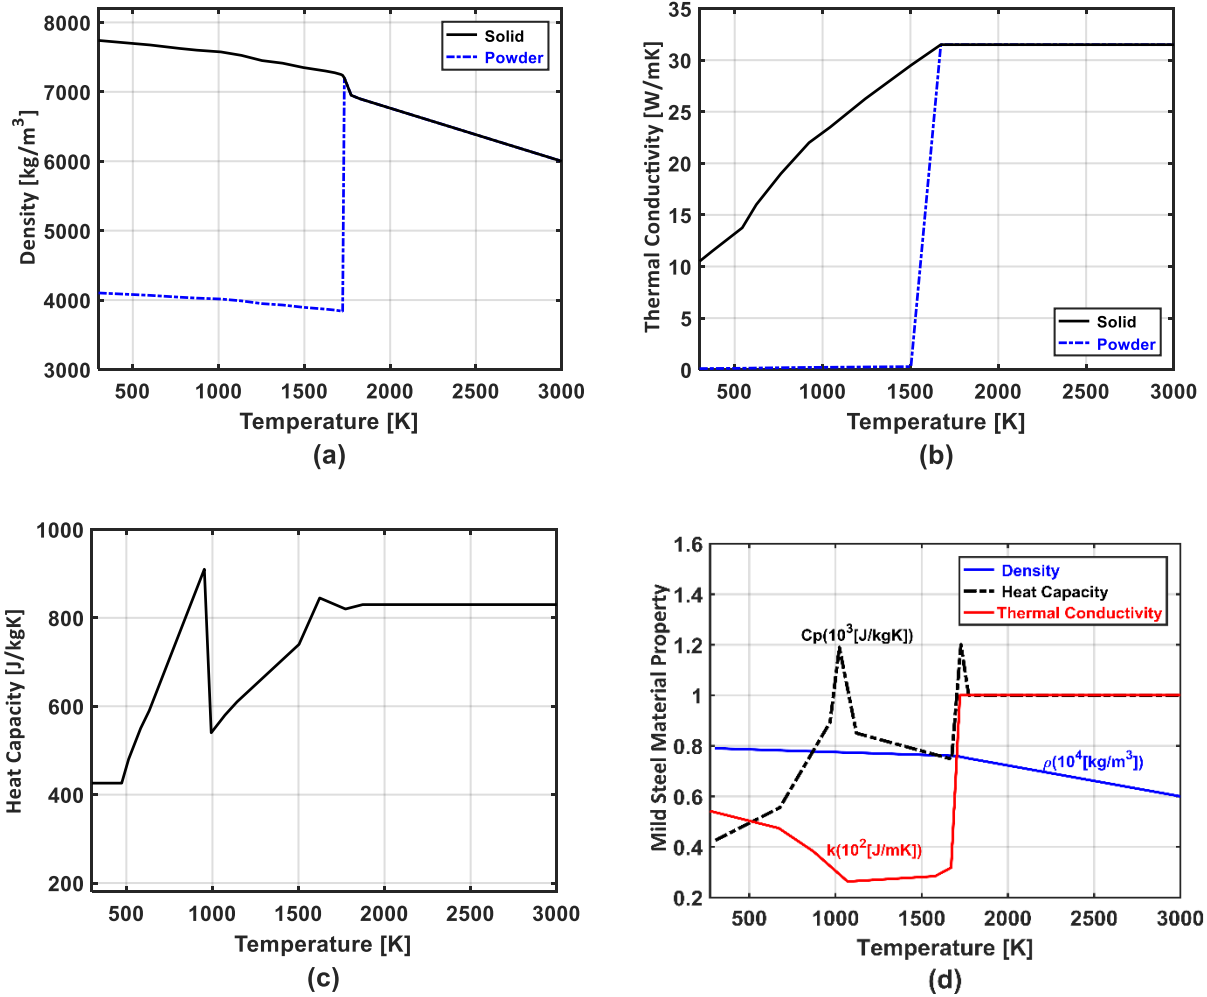 8000
7000
6000
5000
4000
3000
Density [kg/m3]
Solid
Powder
500 1000 1500 2000 2500 3000
Temperature [K]
(a)
35
30
25
20
15
10
5
0
Thermal Conductivity [W/mK]
Solid
Powder
500 1000 1500 2000 2500 3000
Temperature [K]
(b)
1000
800
600
400
200
Heat Capacity [J/kgK]
500 1000 1500 2000 2500 3000
Temperature [K]
(c)
1.6
1.4
1.2
1
0.8
0.6
0.4
0.2
Mild Steel Material Property
Density
Heat Capacity
Thermal Conductivity
Cp(10³[J/kgK])
ρ(10⁴[kg/m³])
k(10²[J/mK])
500 1000 1500 2000 2500 3000
Temperature [K]
(d)